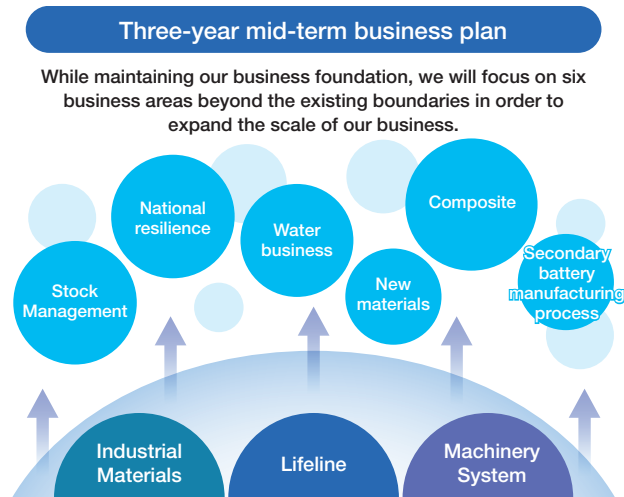 Three-year mid-term business plan
While maintaining our business foundation, we will focus on six
business areas beyond the existing boundaries in order to
expand the scale of our business.
National
resilience
Water
business
Composite
Stock
Management
New
materials
Secondary
battery
manufacturing
process
Industrial
Materials
Lifeline
Machinery
System